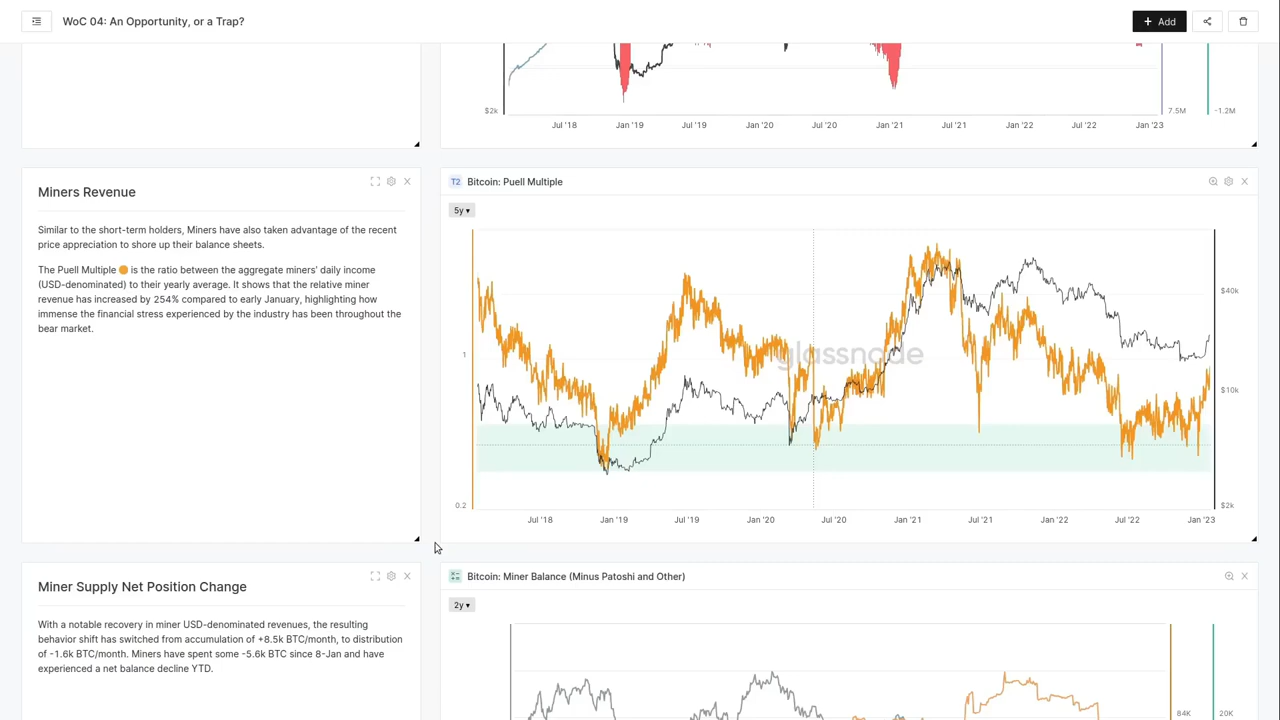 WoC 04: An Opportunity, or a Trap?
+ Add
$2k
7.5M
-1.2M
Jul '18
Jan '19
Jul '19
Jan '20
Jul '20
Jan '21
Jul '21
Jan '22
Jul '22
Jan '23
Miners Revenue
Similar to the short-term holders, Miners have also taken advantage of the recent
price appreciation to shore up their balance sheets.
The Puell Multiple is the ratio between the aggregate miners' daily income
(USD-denominated) to their yearly average. It shows that the relative miner
revenue has increased by 254% compared to early January, highlighting how
immense the financial stress experienced by the industry has been throughout the
bear market.
T2 Bitcoin: Puell Multiple
5y
1
0.2
glassnode
$40k
$10k
$2k
Jul '18
Jan '19
Jul '19
Jan '20
Jul '20
Jan '21
Jul '21
Jan '22
Jul '22
Jan '23
Miner Supply Net Position Change
With a notable recovery in miner USD-denominated revenues, the resulting
behavior shift has switched from accumulation of +8.5k BTC/month, to distribution
of -1.6k BTC/month. Miners have spent some -5.6k BTC since 8-Jan and have
experienced a net balance decline YTD.
Bitcoin: Miner Balance (Minus Patoshi and Other)
2y
84K
20K